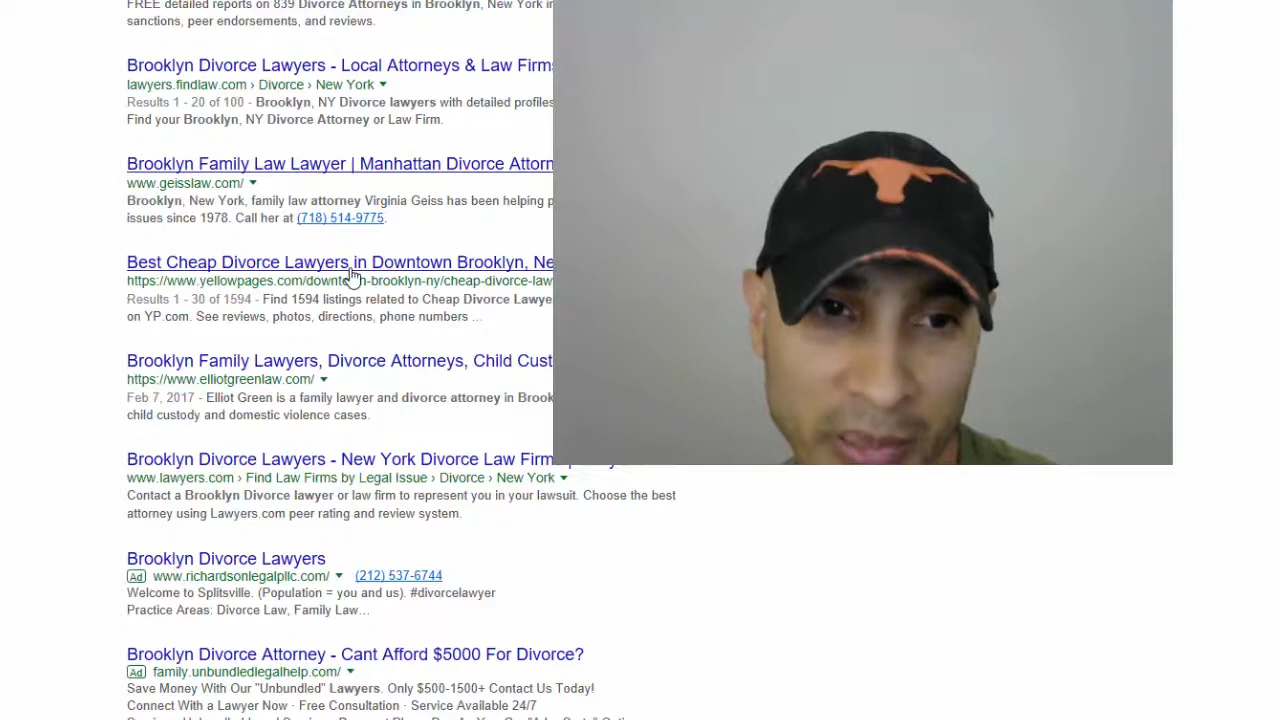 FREE detailed reports on 839 Divorce Attorneys in Brooklyn, New York in
sanctions, peer endorsements, and reviews.
Brooklyn Divorce Lawyers - Local Attorneys & Law Firms
lawyers.findlaw.com › Divorce › New York
Results 1 - 20 of 100 - Brooklyn, NY Divorce lawyers with detailed profiles
Find your Brooklyn, NY Divorce Attorney or Law Firm.
Brooklyn Family Law Lawyer | Manhattan Divorce Attorn
www.geisslaw.com/
Brooklyn, New York, family law attorney Virginia Geiss has been helping p
issues since 1978. Call her at (718) 514-9775.
Best Cheap Divorce Lawyers in Downtown Brooklyn, Ne
https://www.yellowpages.com/downtown-brooklyn-ny/cheap-divorce-law
Results 1 - 30 of 1594 - Find 1594 listings related to Cheap Divorce Lawye
on YP.com. See reviews, photos, directions, phone numbers ...
Brooklyn Family Lawyers, Divorce Attorneys, Child Cust
https://www.elliotgreenlaw.com/
Feb 7, 2017 - Elliot Green is a family lawyer and divorce attorney in Brook
child custody and domestic violence cases.
Brooklyn Divorce Lawyers - New York Divorce Law Firm
www.lawyers.com › Find Law Firms by Legal Issue › Divorce › New York
Contact a Brooklyn Divorce lawyer or law firm to represent you in your lawsuit. Choose the best
attorney using Lawyers.com peer rating and review system.
Brooklyn Divorce Lawyers
Ad www.richardsonlegalpllc.com/ (212) 537-6744
Welcome to Splitsville. (Population = you and us). #divorcelawyer
Practice Areas: Divorce Law, Family Law...
Brooklyn Divorce Attorney - Cant Afford $5000 For Divorce?
Ad family.unbundledlegalhelp.com/
Save Money With Our "Unbundled" Lawyers. Only $500-1500+ Contact Us Today!
Connect With a Lawyer Now · Free Consultation · Service Available 24/7